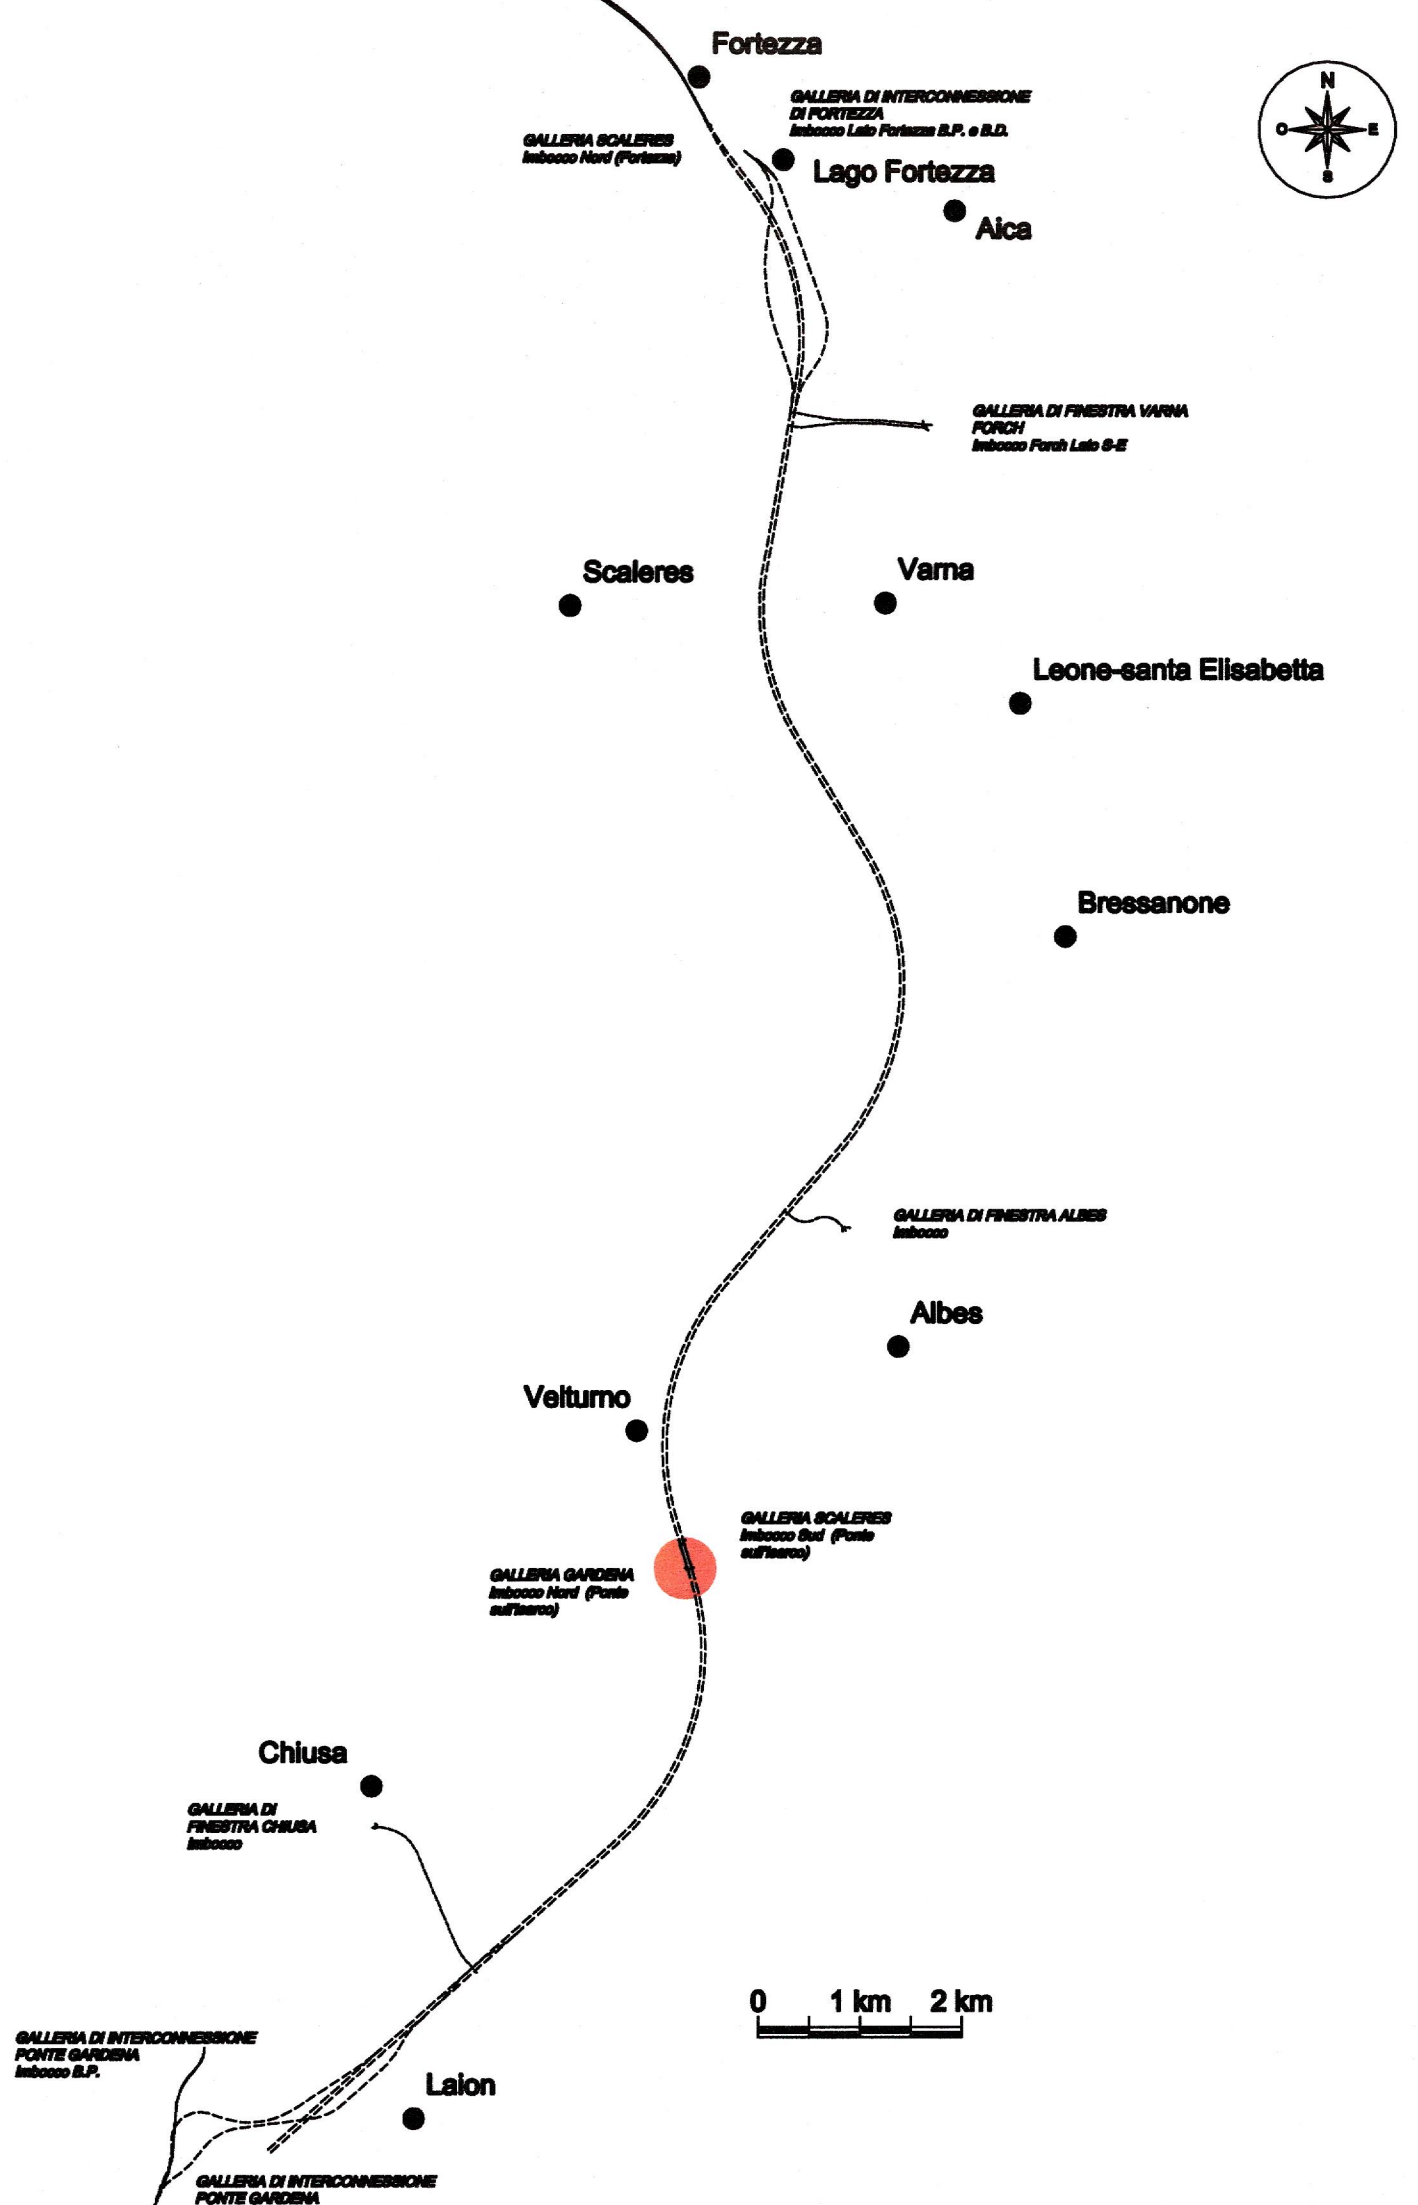 Fortezza
GALLERIA DI INTERCONNESSIONE
DI FORTEZZA
Imbocco Lato Fortezza B.P. e B.D.
N
O
E
S
GALLERIA SCALERES
Imbocco Nord (Fortezza)
Lago Fortezza
Aica
GALLERIA DI FINESTRA VARNA
FORCH
Imbocco Forch Lato S-E
Scaleres
Varna
Leone-santa Elisabetta
Bressanone
GALLERIA DI FINESTRA ALBES
Imbocco
Albes
Velturno
GALLERIA SCALERES
Imbocco Sud (Ponte
sull'Isarco)
GALLERIA GARDENA
Imbocco Nord (Ponte
sull'Isarco)
Chiusa
GALLERIA DI
FINESTRA CHIUSA
Imbocco
0 1 km 2 km
GALLERIA DI INTERCONNESSIONE
PONTE GARDENA
Imbocco B.P.
Laion
GALLERIA DI INTERCONNESSIONE
PONTE GARDENA